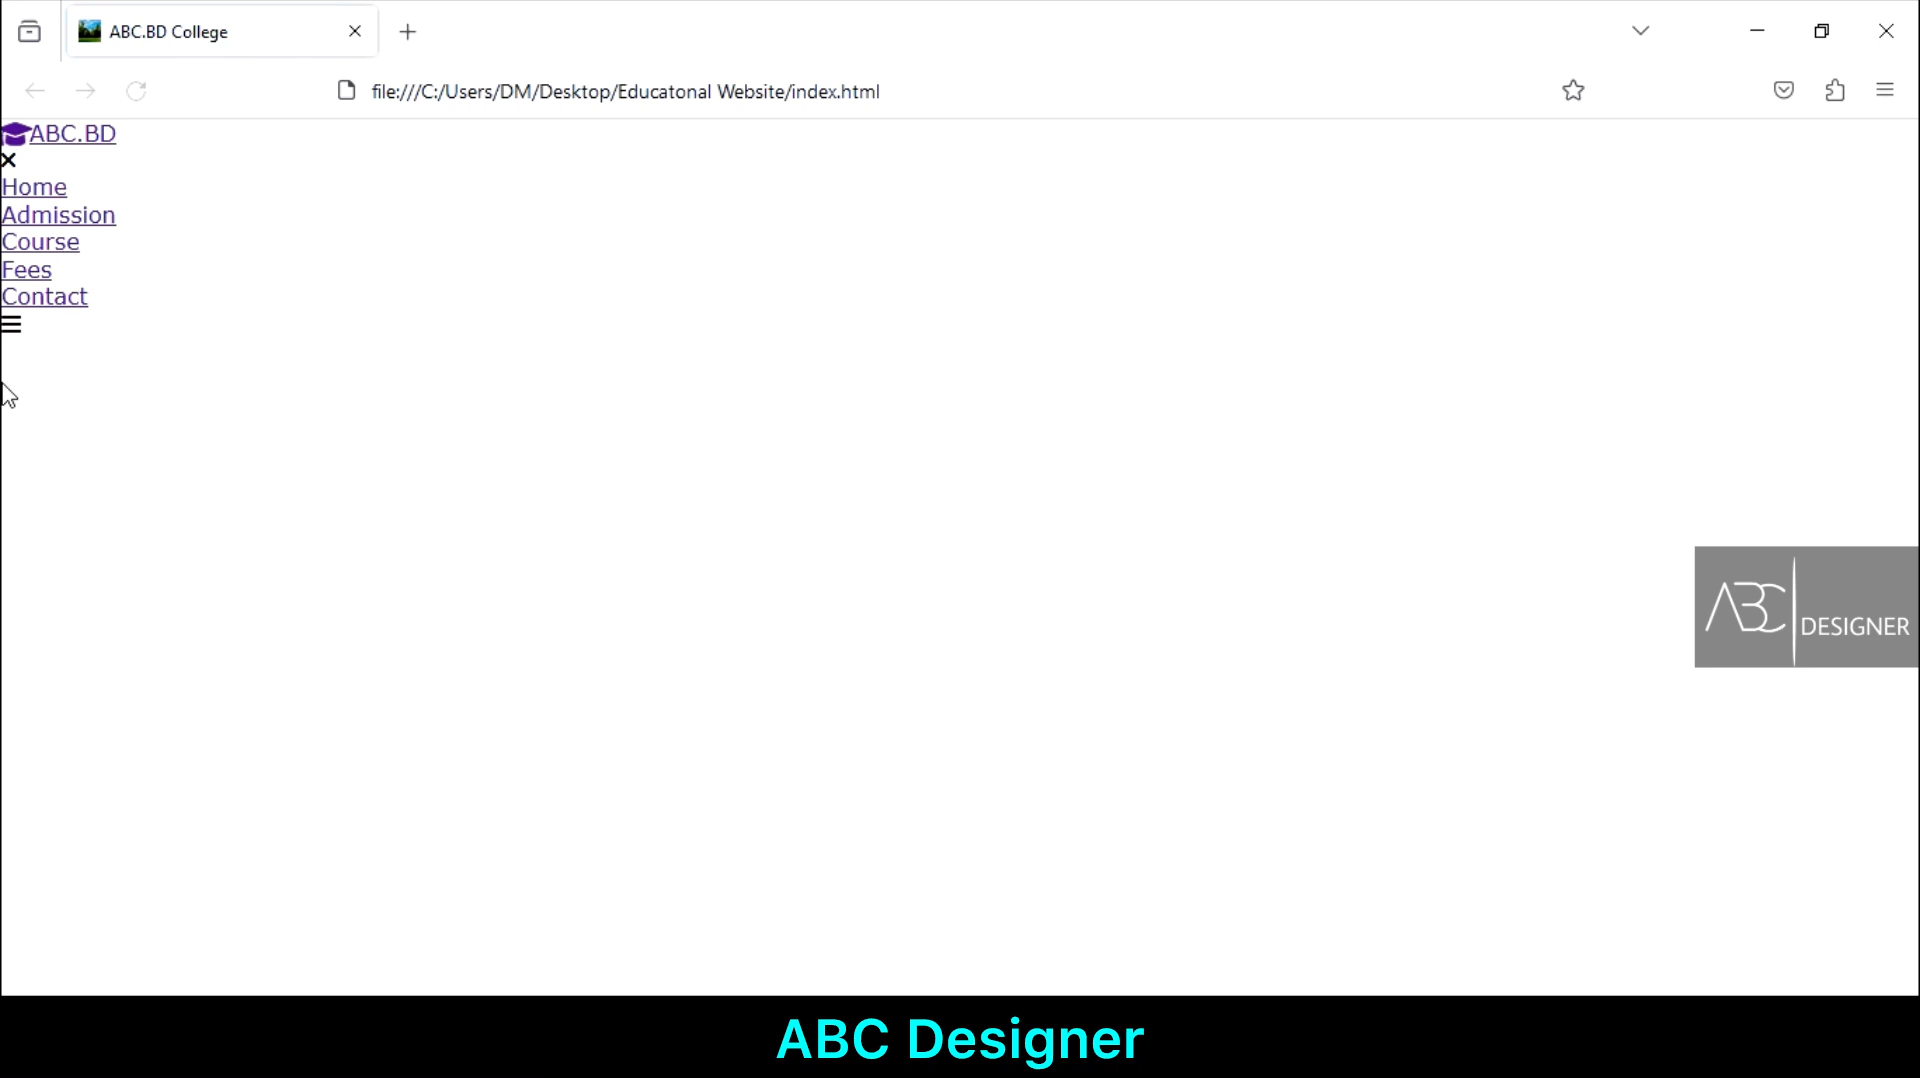 ABC.BD College
file:///C:/Users/DM/Desktop/Educatonal Website/index.html
ABC.BD
Home
Admission
Course
Fees
Contact
ABC DESIGNER
ABC Designer